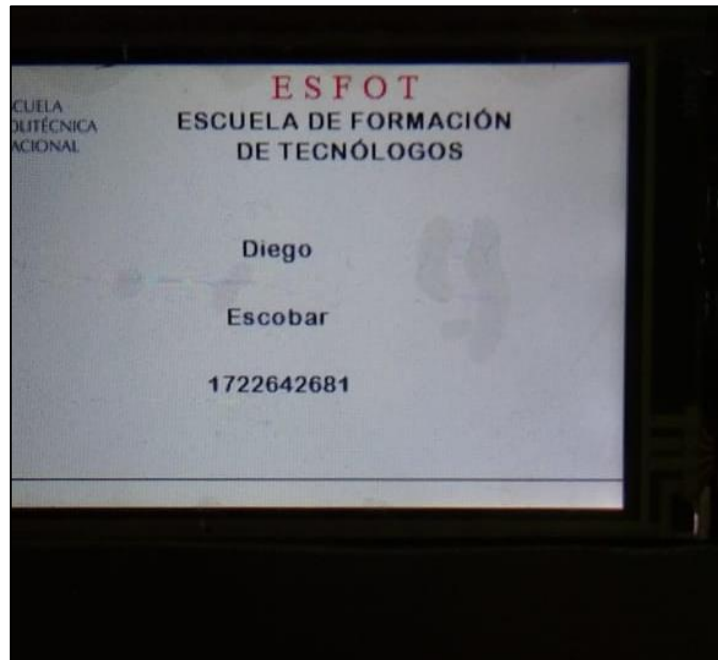 ESFOT
ESCUELA DE FORMACIÓN
DE TECNÓLOGOS
CUELA
OLITÉCNICA
ACIONAL
Diego
Escobar
1722642681